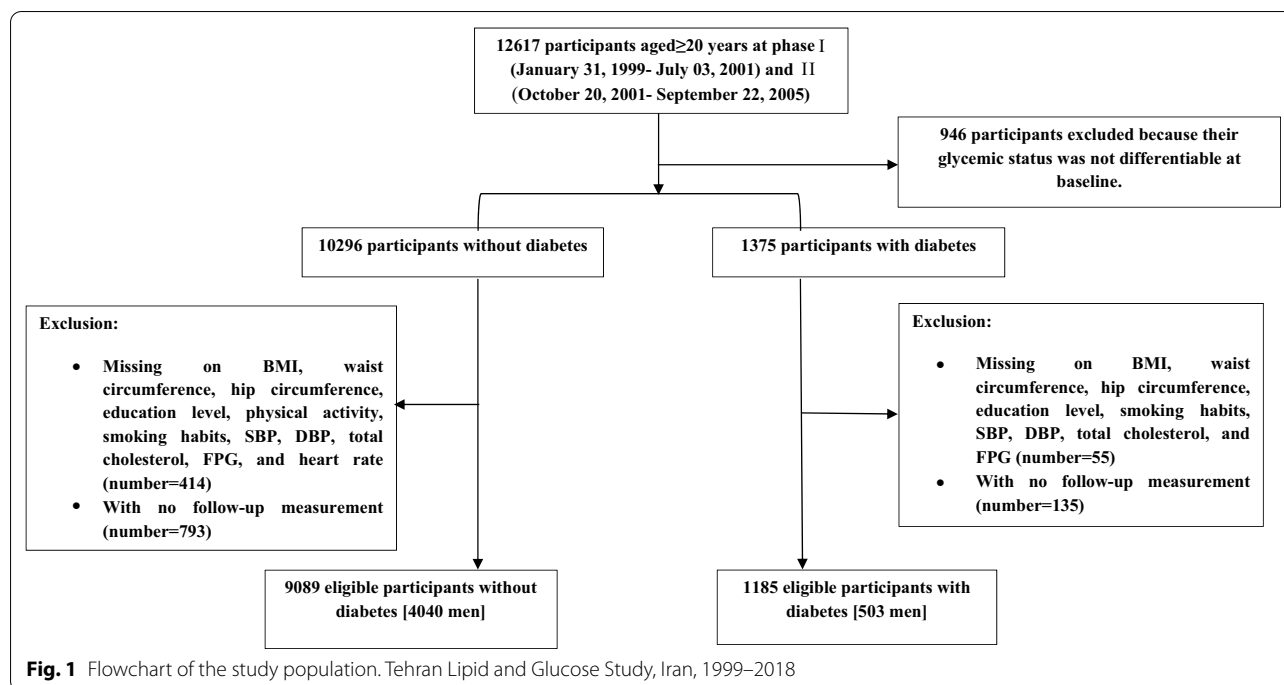 12617 participants aged≥20 years at phase Ⅰ
(January 31, 1999- July 03, 2001) and Ⅱ
(October 20, 2001- September 22, 2005)
946 participants excluded because their
glycemic status was not differentiable at
baseline.
10296 participants without diabetes
1375 participants with diabetes
Exclusion:
• Missing on BMI, waist
circumference, hip circumference,
education level, physical activity,
smoking habits, SBP, DBP, total
cholesterol, FPG, and heart rate
(number=414)
• With no follow-up measurement
(number=793)
Exclusion:
• Missing on BMI, waist
circumference, hip circumference,
education level, smoking habits,
SBP, DBP, total cholesterol, and
FPG (number=55)
• With no follow-up measurement
(number=135)
9089 eligible participants without
diabetes [4040 men]
1185 eligible participants with
diabetes [503 men]
Fig. 1 Flowchart of the study population. Tehran Lipid and Glucose Study, Iran, 1999–2018